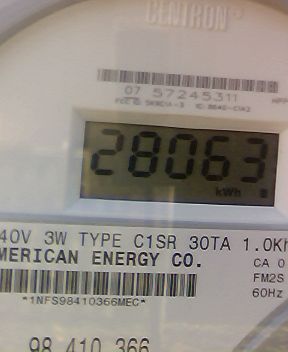 CENTRON®
07 57245311
28063
kWh
40V 3W TYPE C1SR 30TA 1.0Kh
MERICAN ENERGY CO.
CA 0
FM2S
60Hz
*1NFS98410366MEC*
98 410 366